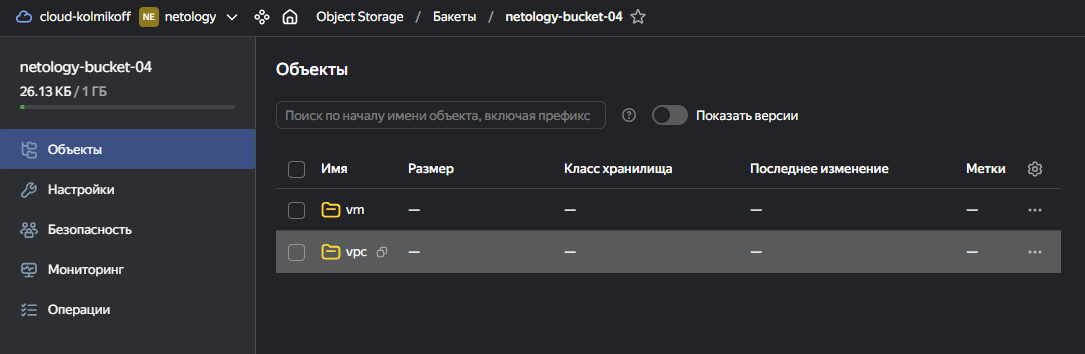 cloud-kolmikoff NE netology Object Storage / Бакеты / netology-bucket-04
netology-bucket-04
26.13 КБ / 1 ГБ
Объекты
Настройки
Безопасность
Мониторинг
Операции
Объекты
Поиск по началу имени объекта, включая префикс ? Показать версии
Имя Размер Класс хранилища Последнее изменение Метки
vm — — — —
vpc — — — —